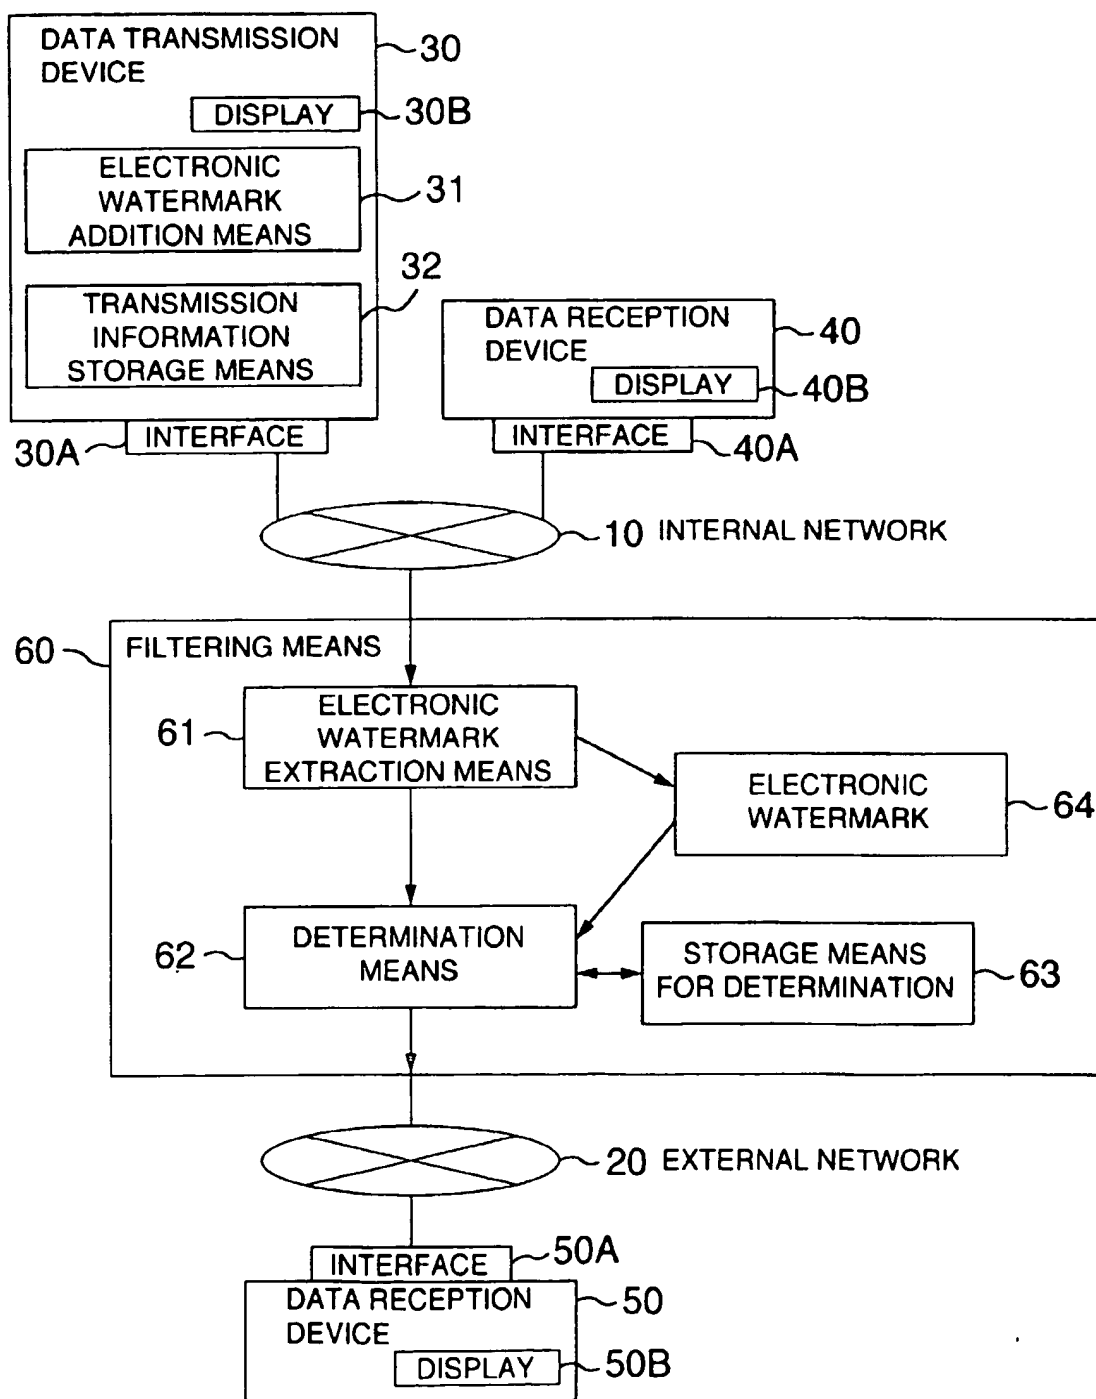 DATA TRANSMISSION
DEVICE
30
DISPLAY
30B
ELECTRONIC
WATERMARK
ADDITION MEANS
31
32
TRANSMISSION
INFORMATION
STORAGE MEANS
INTERFACE
30A
DATA RECEPTION
DEVICE
40
DISPLAY
40B
INTERFACE
40A
10 INTERNAL NETWORK
60
FILTERING MEANS
61
ELECTRONIC
WATERMARK
EXTRACTION MEANS
ELECTRONIC
WATERMARK
64
62
DETERMINATION
MEANS
STORAGE MEANS
FOR DETERMINATION
63
20 EXTERNAL NETWORK
INTERFACE
50A
DATA RECEPTION
DEVICE
50
DISPLAY
50B